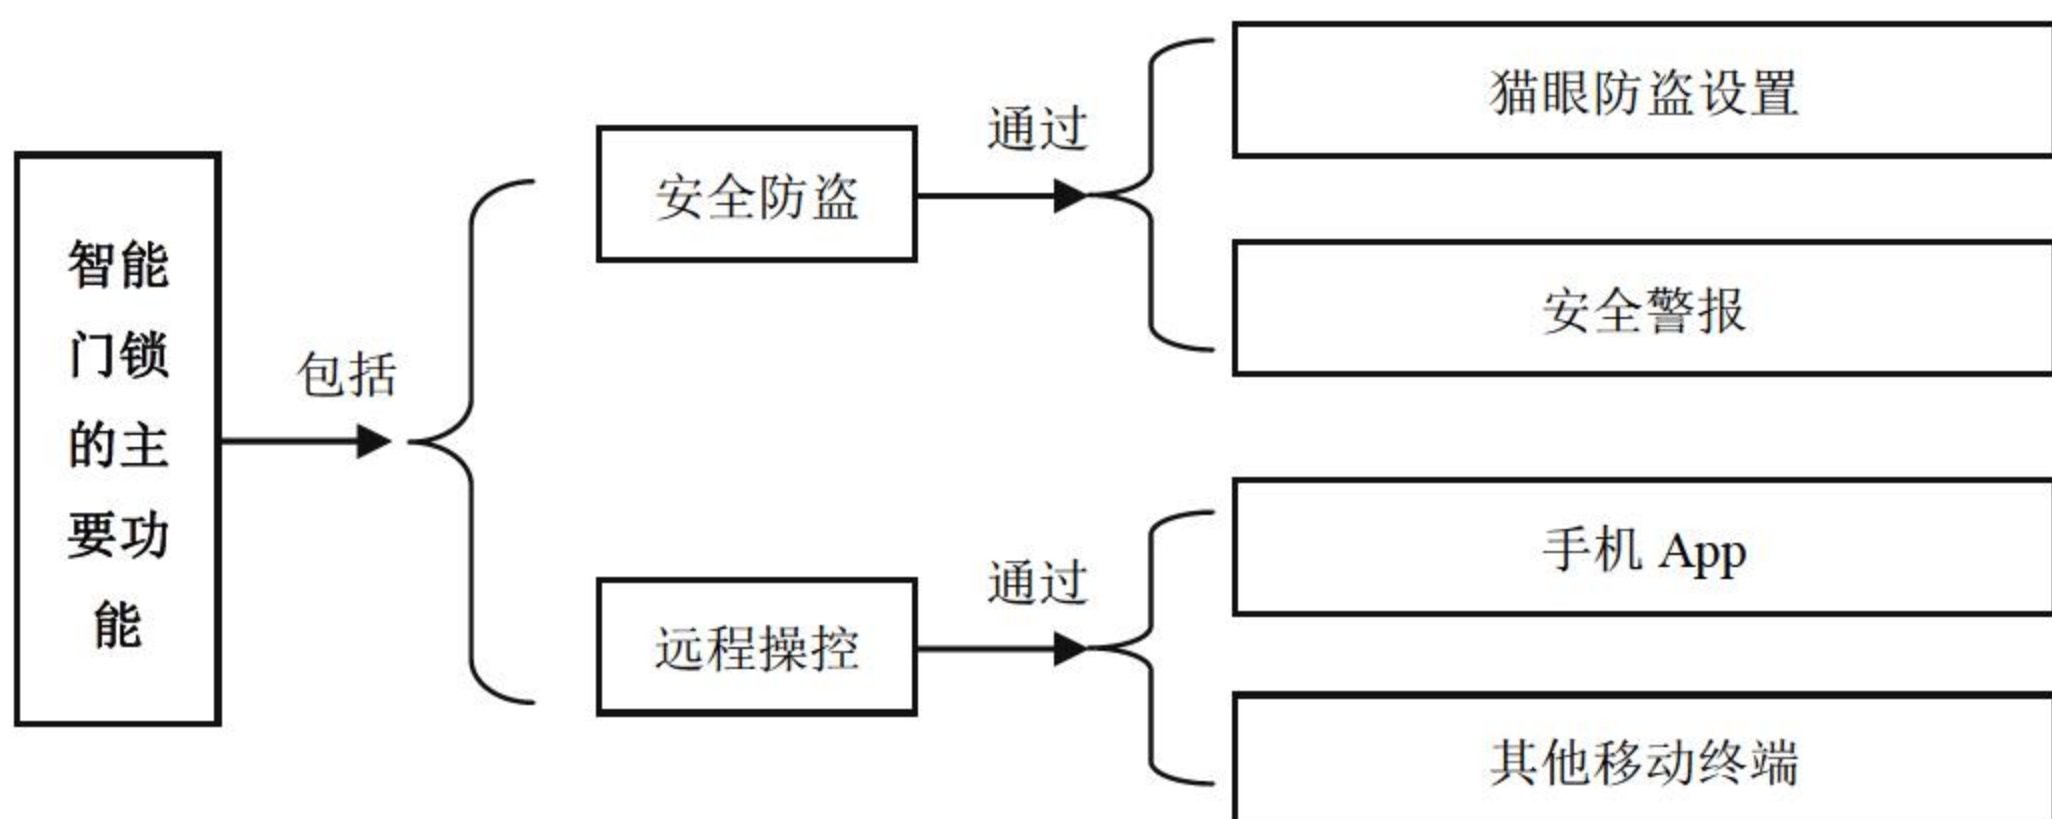 智能
门锁
的主
要功
能
包括
安全防盗
通过
猫眼防盗设置
安全警报
远程操控
通过
手机 App
其他移动终端